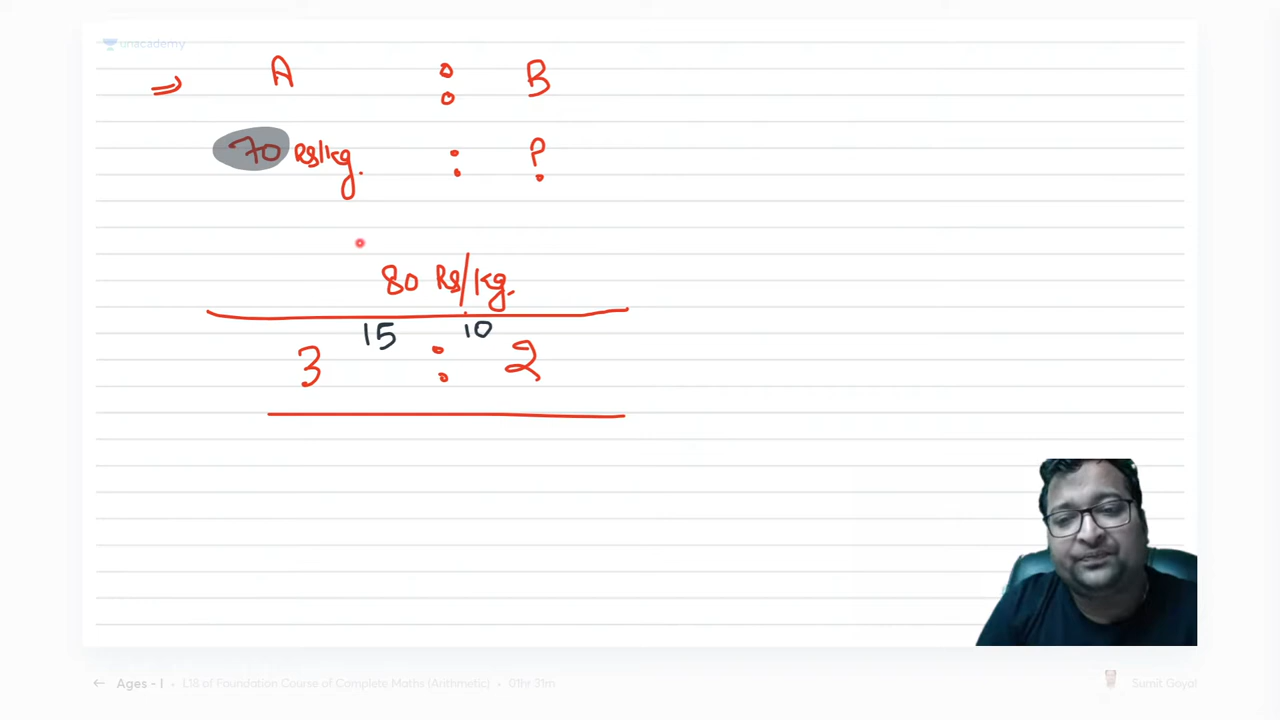 unacademy
⇒ A : B
70 Rs/kg. : ?
80 Rs/kg.
15 10
3 : 2
← Ages - I • L18 of Foundation Course of Complete Maths (Arithmetic) • 01hr 31m
Sumit Goyal